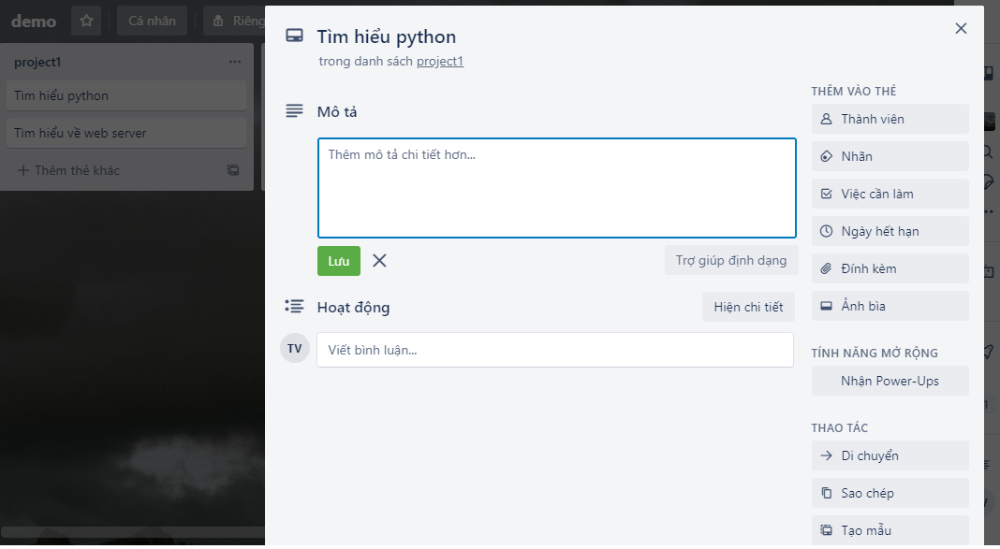 demo
Cá nhân
Riêng
project1
Tìm hiểu python
Tìm hiểu về web server
Thêm thẻ khác
Tìm hiểu python
trong danh sách project1
Mô tả
Thêm mô tả chi tiết hơn...
Lưu
Trợ giúp định dạng
Hoạt động
Hiện chi tiết
TV
Viết bình luận...
THÊM VÀO THẺ
Thành viên
Nhãn
Việc cần làm
Ngày hết hạn
Đính kèm
Ảnh bìa
TÍNH NĂNG MỞ RỘNG
Nhận Power-Ups
THAO TÁC
Di chuyển
Sao chép
Tạo mẫu